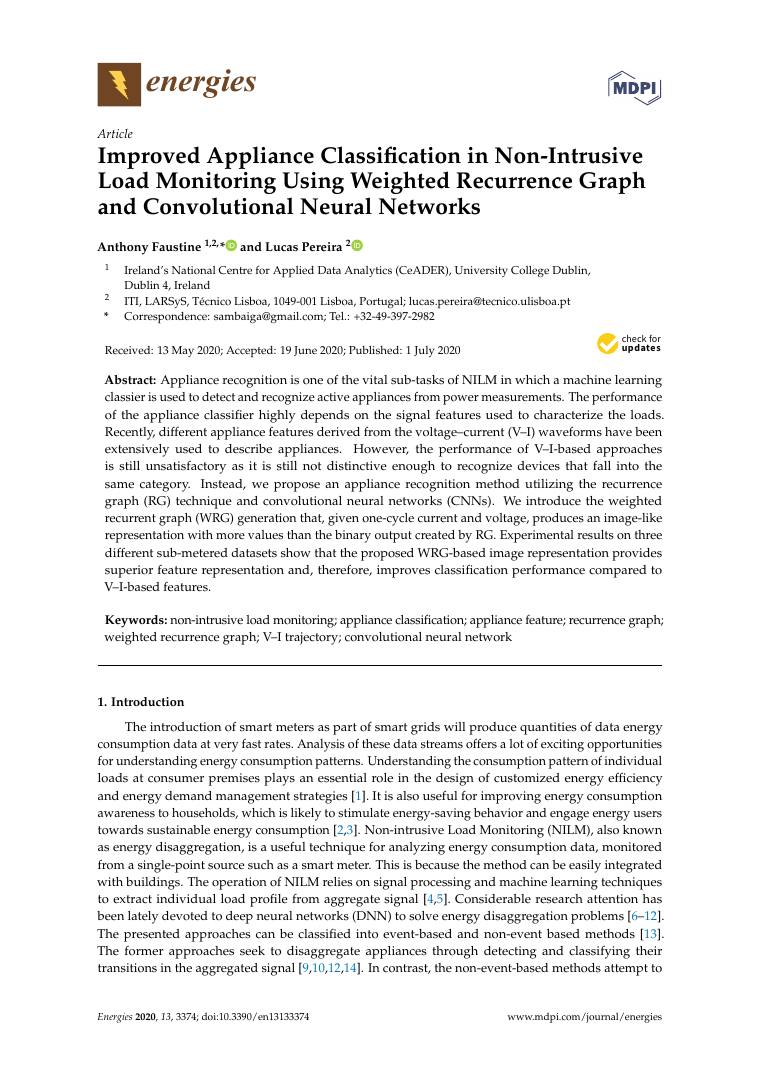 energies
MDPI
Article
Improved Appliance Classification in Non-Intrusive
Load Monitoring Using Weighted Recurrence Graph
and Convolutional Neural Networks
Anthony Faustine 1,2,* and Lucas Pereira 2
1 Ireland's National Centre for Applied Data Analytics (CeADER), University College Dublin,
Dublin 4, Ireland
2 ITI, LARSyS, Técnico Lisboa, 1049-001 Lisboa, Portugal; lucas.pereira@tecnico.ulisboa.pt
* Correspondence: sambaiga@gmail.com; Tel.: +32-49-397-2982
check for
updates
Received: 13 May 2020; Accepted: 19 June 2020; Published: 1 July 2020
Abstract: Appliance recognition is one of the vital sub-tasks of NILM in which a machine learning
classier is used to detect and recognize active appliances from power measurements. The performance
of the appliance classifier highly depends on the signal features used to characterize the loads.
Recently, different appliance features derived from the voltage–current (V–I) waveforms have been
extensively used to describe appliances. However, the performance of V–I-based approaches
is still unsatisfactory as it is still not distinctive enough to recognize devices that fall into the
same category. Instead, we propose an appliance recognition method utilizing the recurrence
graph (RG) technique and convolutional neural networks (CNNs). We introduce the weighted
recurrent graph (WRG) generation that, given one-cycle current and voltage, produces an image-like
representation with more values than the binary output created by RG. Experimental results on three
different sub-metered datasets show that the proposed WRG-based image representation provides
superior feature representation and, therefore, improves classification performance compared to
V–I-based features.
Keywords: non-intrusive load monitoring; appliance classification; appliance feature; recurrence graph;
weighted recurrence graph; V–I trajectory; convolutional neural network
1. Introduction
The introduction of smart meters as part of smart grids will produce quantities of data energy
consumption data at very fast rates. Analysis of these data streams offers a lot of exciting opportunities
for understanding energy consumption patterns. Understanding the consumption pattern of individual
loads at consumer premises plays an essential role in the design of customized energy efficiency
and energy demand management strategies [1]. It is also useful for improving energy consumption
awareness to households, which is likely to stimulate energy-saving behavior and engage energy users
towards sustainable energy consumption [2,3]. Non-intrusive Load Monitoring (NILM), also known
as energy disaggregation, is a useful technique for analyzing energy consumption data, monitored
from a single-point source such as a smart meter. This is because the method can be easily integrated
with buildings. The operation of NILM relies on signal processing and machine learning techniques
to extract individual load profile from aggregate signal [4,5]. Considerable research attention has
been lately devoted to deep neural networks (DNN) to solve energy disaggregation problems [6–12].
The presented approaches can be classified into event-based and non-event based methods [13].
The former approaches seek to disaggregate appliances through detecting and classifying their
transitions in the aggregated signal [9,10,12,14]. In contrast, the non-event-based methods attempt to
Energies 2020, 13, 3374; doi:10.3390/en13133374
www.mdpi.com/journal/energies